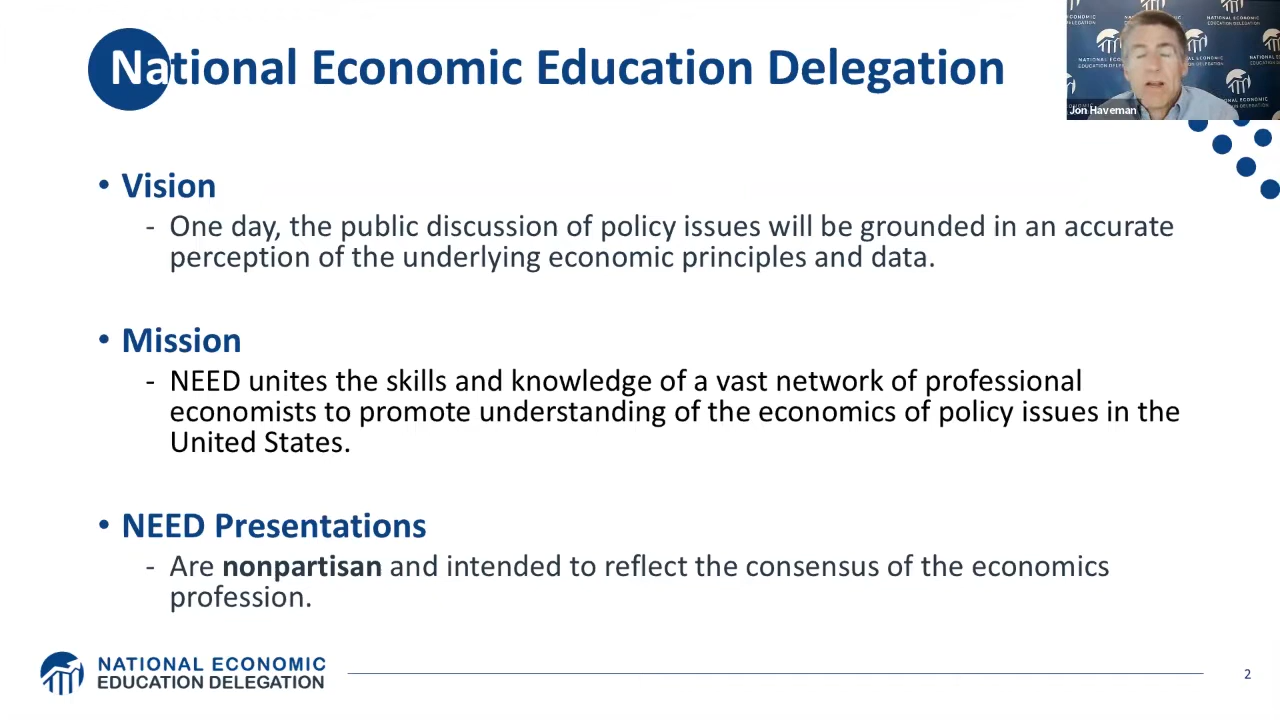 National Economic Education Delegation
Jon Haveman
• Vision
- One day, the public discussion of policy issues will be grounded in an accurate
perception of the underlying economic principles and data.
• Mission
- NEED unites the skills and knowledge of a vast network of professional
economists to promote understanding of the economics of policy issues in the
United States.
• NEED Presentations
- Are nonpartisan and intended to reflect the consensus of the economics
profession.
NATIONAL ECONOMIC
EDUCATION DELEGATION
2